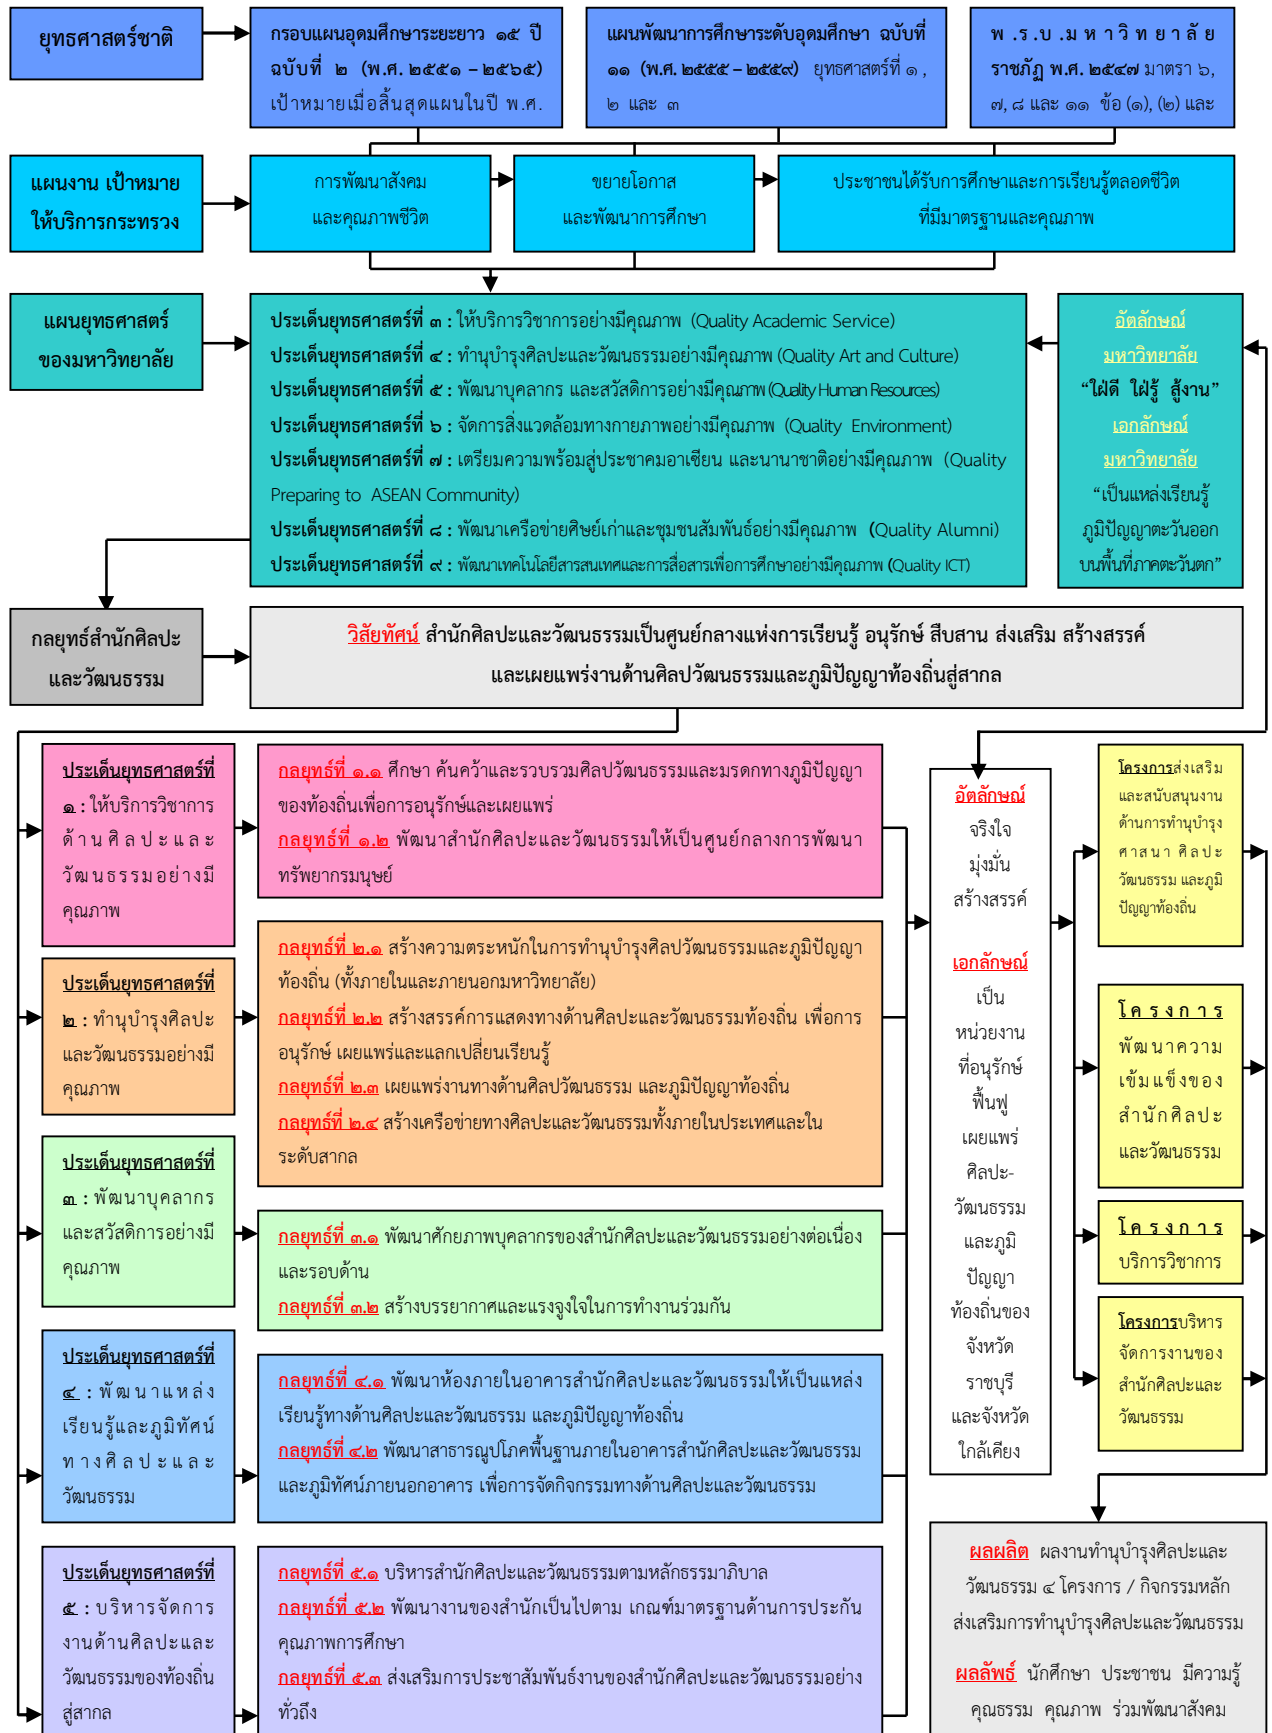 ยุทธศาสตร์ชาติ
กรอบแผนอุดมศึกษาระยะยาว ๑๕ ปี
ฉบับที่ ๒ (พ.ศ. ๒๕๕๑ – ๒๕๖๕)
เป้าหมายเมื่อสิ้นสุดแผนในปี พ.ศ.
แผนพัฒนาการศึกษาระดับอุดมศึกษา ฉบับที่
๑๑ (พ.ศ. ๒๕๕๕ – ๒๕๕๙) ยุทธศาสตร์ที่ ๑ ,
๒ และ ๓
พ.ร.บ.มหาวิทยาลัย
ราชภัฏ พ.ศ. ๒๕๔๗ มาตรา ๖,
๗, ๘ และ ๑๑ ข้อ (๑), (๒) และ
แผนงาน เป้าหมาย
ให้บริการกระทรวง
การพัฒนาสังคม
และคุณภาพชีวิต
ขยายโอกาส
และพัฒนาการศึกษา
ประชาชนได้รับการศึกษาและการเรียนรู้ตลอดชีวิต
ที่มีมาตรฐานและคุณภาพ
แผนยุทธศาสตร์
ของมหาวิทยาลัย
ประเด็นยุทธศาสตร์ที่ ๓ : ให้บริการวิชาการอย่างมีคุณภาพ (Quality Academic Service)
ประเด็นยุทธศาสตร์ที่ ๔ : ทำนุบำรุงศิลปะและวัฒนธรรมอย่างมีคุณภาพ (Quality Art and Culture)
ประเด็นยุทธศาสตร์ที่ ๕ : พัฒนาบุคลากร และสวัสดิการอย่างมีคุณภาพ (Quality Human Resources)
ประเด็นยุทธศาสตร์ที่ ๖ : จัดการสิ่งแวดล้อมทางกายภาพอย่างมีคุณภาพ (Quality Environment)
ประเด็นยุทธศาสตร์ที่ ๗ : เตรียมความพร้อมสู่ประชาคมอาเซียน และนานาชาติอย่างมีคุณภาพ (Quality
Preparing to ASEAN Community)
ประเด็นยุทธศาสตร์ที่ ๘ : พัฒนาเครือข่ายศิษย์เก่าและชุมชนสัมพันธ์อย่างมีคุณภาพ (Quality Alumni)
ประเด็นยุทธศาสตร์ที่ ๙ : พัฒนาเทคโนโลยีสารสนเทศและการสื่อสารเพื่อการศึกษาอย่างมีคุณภาพ (Quality ICT)
อัตลักษณ์
มหาวิทยาลัย
“ใฝ่ดี ใฝ่รู้ สู้งาน”
เอกลักษณ์
มหาวิทยาลัย
“เป็นแหล่งเรียนรู้
ภูมิปัญญาตะวันออก
บนพื้นที่ภาคตะวันตก”
กลยุทธ์สำนักศิลปะ
และวัฒนธรรม
วิสัยทัศน์ สำนักศิลปะและวัฒนธรรมเป็นศูนย์กลางแห่งการเรียนรู้ อนุรักษ์ สืบสาน ส่งเสริม สร้างสรรค์
และเผยแพร่งานด้านศิลปวัฒนธรรมและภูมิปัญญาท้องถิ่นสู่สากล
ประเด็นยุทธศาสตร์ที่
๑ : ให้บริการวิชาการ
ด้านศิลปะและ
วัฒนธรรมอย่างมี
คุณภาพ
กลยุทธ์ที่ ๑.๑ ศึกษา ค้นคว้าและรวบรวมศิลปวัฒนธรรมและมรดกทางภูมิปัญญา
ของท้องถิ่นเพื่อการอนุรักษ์และเผยแพร่
กลยุทธ์ที่ ๑.๒ พัฒนาสำนักศิลปะและวัฒนธรรมให้เป็นศูนย์กลางการพัฒนา
ทรัพยากรมนุษย์
ประเด็นยุทธศาสตร์ที่
๒ : ทำนุบำรุงศิลปะ
และวัฒนธรรมอย่างมี
คุณภาพ
กลยุทธ์ที่ ๒.๑ สร้างความตระหนักในการทำนุบำรุงศิลปวัฒนธรรมและภูมิปัญญา
ท้องถิ่น (ทั้งภายในและภายนอกมหาวิทยาลัย)
กลยุทธ์ที่ ๒.๒ สร้างสรรค์การแสดงทางด้านศิลปะและวัฒนธรรมท้องถิ่น เพื่อการ
อนุรักษ์ เผยแพร่และแลกเปลี่ยนเรียนรู้
กลยุทธ์ที่ ๒.๓ เผยแพร่งานทางด้านศิลปวัฒนธรรม และภูมิปัญญาท้องถิ่น
กลยุทธ์ที่ ๒.๔ สร้างเครือข่ายทางศิลปะและวัฒนธรรมทั้งภายในประเทศและใน
ระดับสากล
ประเด็นยุทธศาสตร์ที่
๓ : พัฒนาบุคลากร
และสวัสดิการอย่างมี
คุณภาพ
กลยุทธ์ที่ ๓.๑ พัฒนาศักยภาพบุคลากรของสำนักศิลปะและวัฒนธรรมอย่างต่อเนื่อง
และรอบด้าน
กลยุทธ์ที่ ๓.๒ สร้างบรรยากาศและแรงจูงใจในการทำงานร่วมกัน
ประเด็นยุทธศาสตร์ที่
๔ : พัฒนาแหล่ง
เรียนรู้และภูมิทัศน์
ทางศิลปะและ
วัฒนธรรม
กลยุทธ์ที่ ๔.๑ พัฒนาห้องภายในอาคารสำนักศิลปะและวัฒนธรรมให้เป็นแหล่ง
เรียนรู้ทางด้านศิลปะและวัฒนธรรม และภูมิปัญญาท้องถิ่น
กลยุทธ์ที่ ๔.๒ พัฒนาสาธารณูปโภคพื้นฐานภายในอาคารสำนักศิลปะและวัฒนธรรม
และภูมิทัศน์ภายนอกอาคาร เพื่อการจัดกิจกรรมทางด้านศิลปะและวัฒนธรรม
ประเด็นยุทธศาสตร์ที่
๕ : บริหารจัดการ
งานด้านศิลปะและ
วัฒนธรรมของท้องถิ่น
สู่สากล
กลยุทธ์ที่ ๕.๑ บริหารสำนักศิลปะและวัฒนธรรมตามหลักธรรมาภิบาล
กลยุทธ์ที่ ๕.๒ พัฒนางานของสำนักเป็นไปตาม เกณฑ์มาตรฐานด้านการประกัน
คุณภาพการศึกษา
กลยุทธ์ที่ ๕.๓ ส่งเสริมการประชาสัมพันธ์งานของสำนักศิลปะและวัฒนธรรมอย่าง
ทั่วถึง
อัตลักษณ์
จริงใจ
มุ่งมั่น
สร้างสรรค์
เอกลักษณ์
เป็น
หน่วยงาน
ที่อนุรักษ์
ฟื้นฟู
เผยแพร่
ศิลปะ-
วัฒนธรรม
และภูมิ
ปัญญา
ท้องถิ่นของ
จังหวัด
ราชบุรี
และจังหวัด
ใกล้เคียง
โครงการส่งเสริม
และสนับสนุนงาน
ด้านการทำนุบำรุง
ศาสนา ศิลปะ
วัฒนธรรม และภูมิ
ปัญญาท้องถิ่น
โครงการ
พัฒนาความ
เข้มแข็งของ
สำนักศิลปะ
และวัฒนธรรม
โครงการ
บริการวิชาการ
โครงการบริหาร
จัดการงานของ
สำนักศิลปะและ
วัฒนธรรม
ผลผลิต ผลงานทำนุบำรุงศิลปะและ
วัฒนธรรม ๔ โครงการ / กิจกรรมหลัก
ส่งเสริมการทำนุบำรุงศิลปะและวัฒนธรรม
ผลลัพธ์ นักศึกษา ประชาชน มีความรู้
คุณธรรม คุณภาพ ร่วมพัฒนาสังคม